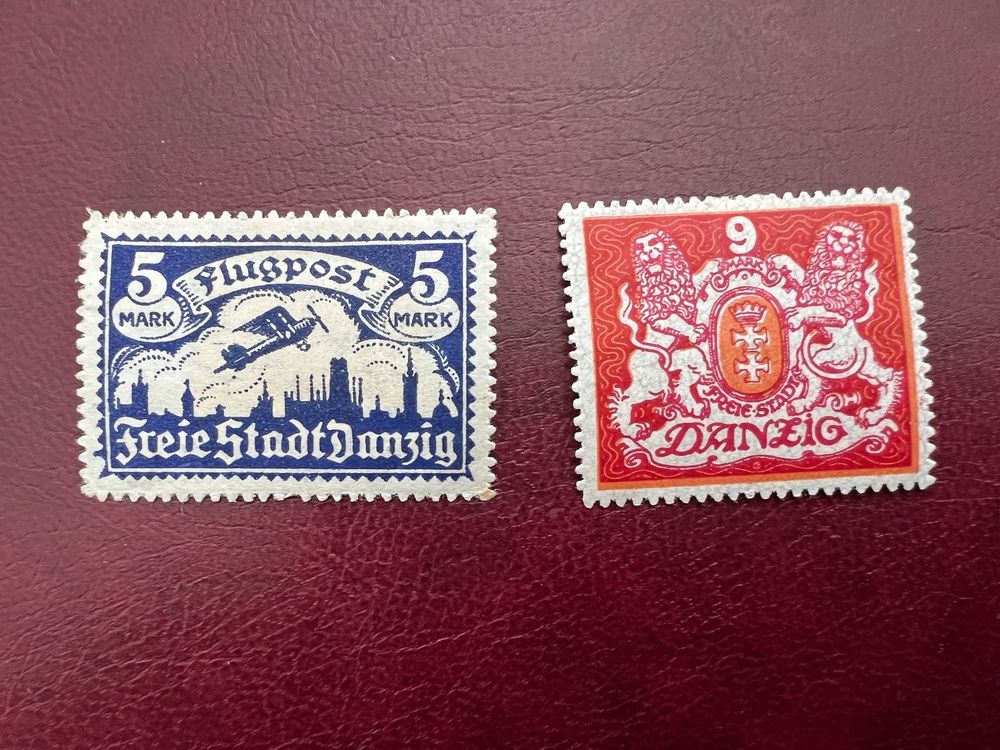 5 Flugpost 5
MARK MARK
Freie Stadt Danzig
9
MARK
FREIE·STADT
DANZIG